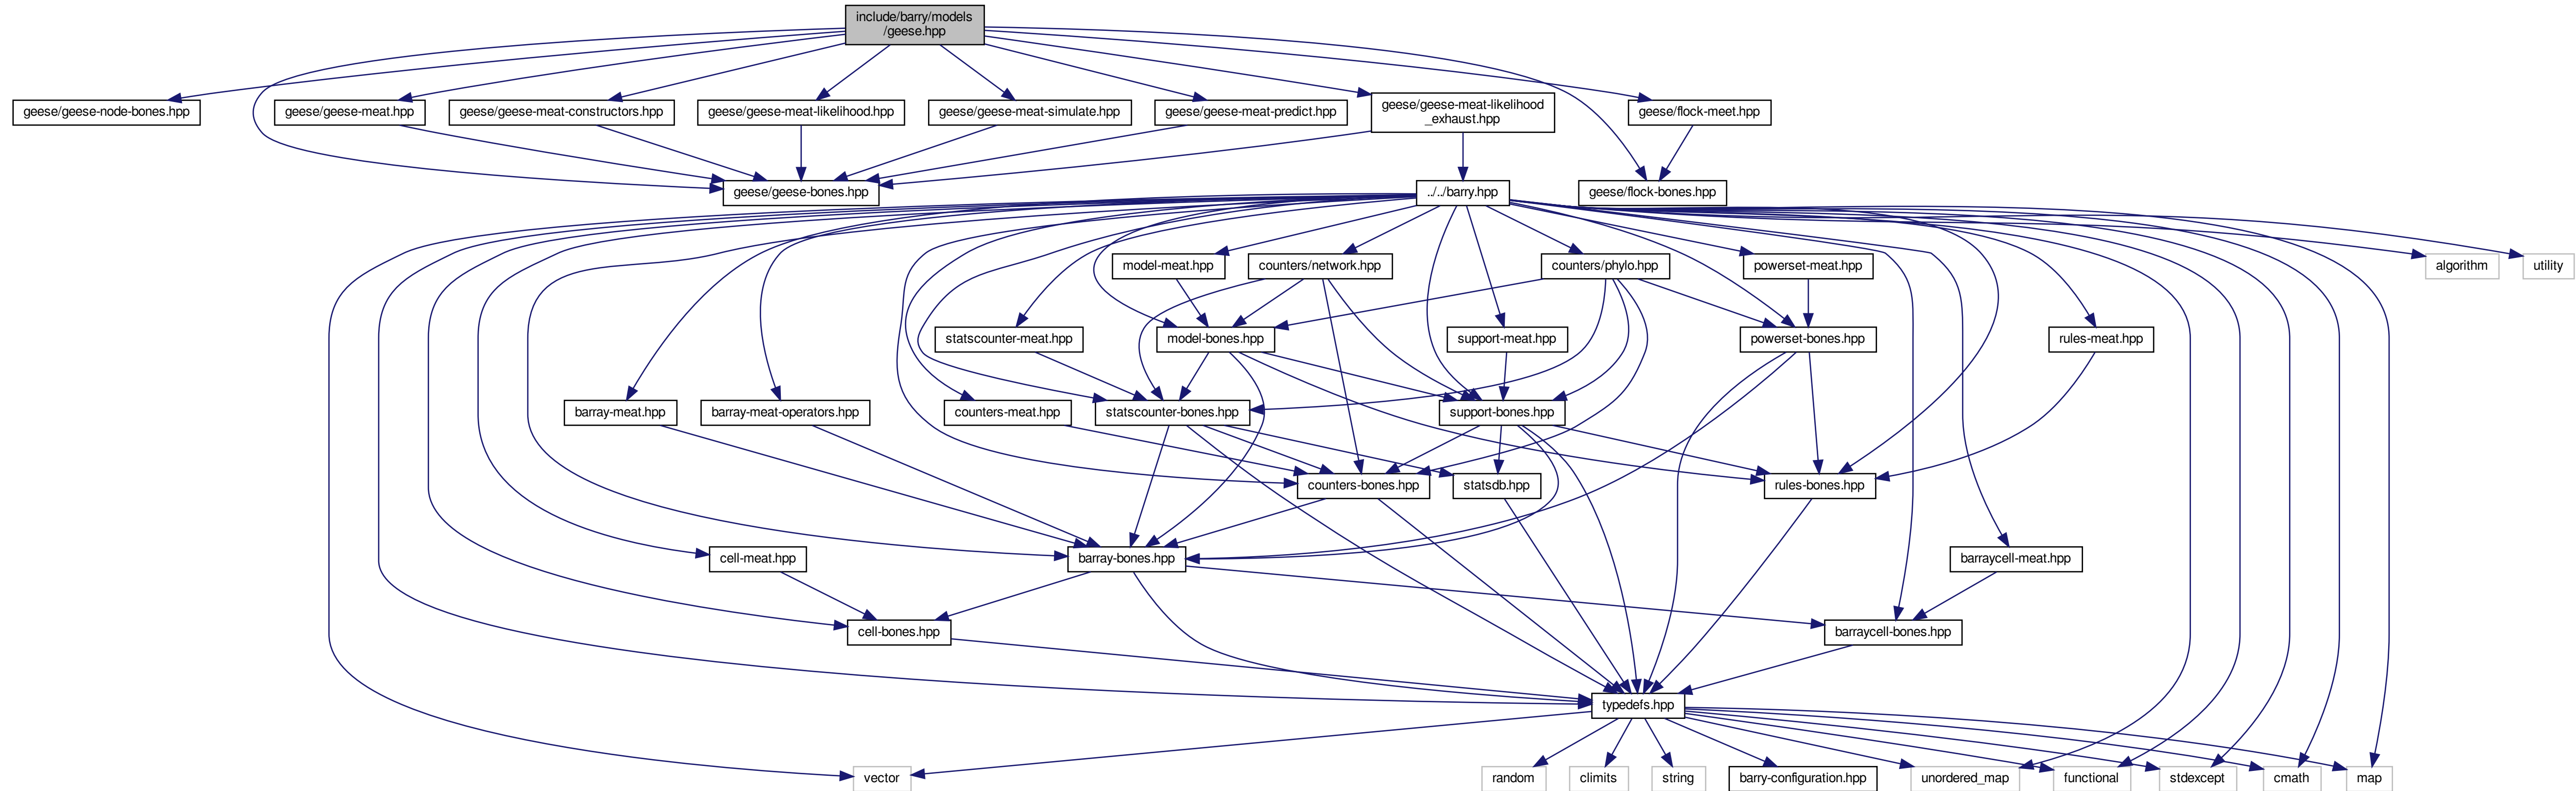 include/barry/models
/geese.hpp
geese/geese-node-bones.hpp
geese/geese-meat.hpp
geese/geese-meat-constructors.hpp
geese/geese-meat-likelihood.hpp
geese/geese-meat-simulate.hpp
geese/geese-meat-predict.hpp
geese/geese-meat-likelihood
_exhaust.hpp
geese/flock-meet.hpp
geese/geese-bones.hpp
../../barry.hpp
geese/flock-bones.hpp
model-meat.hpp
counters/network.hpp
counters/phylo.hpp
powerset-meat.hpp
algorithm
utility
statscounter-meat.hpp
model-bones.hpp
support-meat.hpp
powerset-bones.hpp
rules-meat.hpp
barray-meat.hpp
barray-meat-operators.hpp
counters-meat.hpp
statscounter-bones.hpp
support-bones.hpp
counters-bones.hpp
statsdb.hpp
rules-bones.hpp
cell-meat.hpp
barray-bones.hpp
barraycell-meat.hpp
cell-bones.hpp
barraycell-bones.hpp
typedefs.hpp
vector
random
climits
string
barry-configuration.hpp
unordered_map
functional
stdexcept
cmath
map